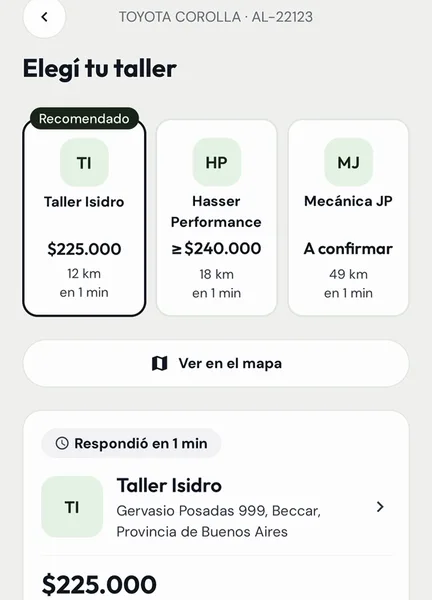 TOYOTA COROLLA · AL-22123
Elegí tu taller
Recomendado
TI
Taller Isidro
$225.000
12 km
en 1 min
HP
Hasser
Performance
≥$240.000
18 km
en 1 min
MJ
Mecánica JP
A confirmar
49 km
en 1 min
Ver en el mapa
Respondió en 1 min
TI
Taller Isidro
Gervasio Posadas 999, Beccar,
Provincia de Buenos Aires
$225.000